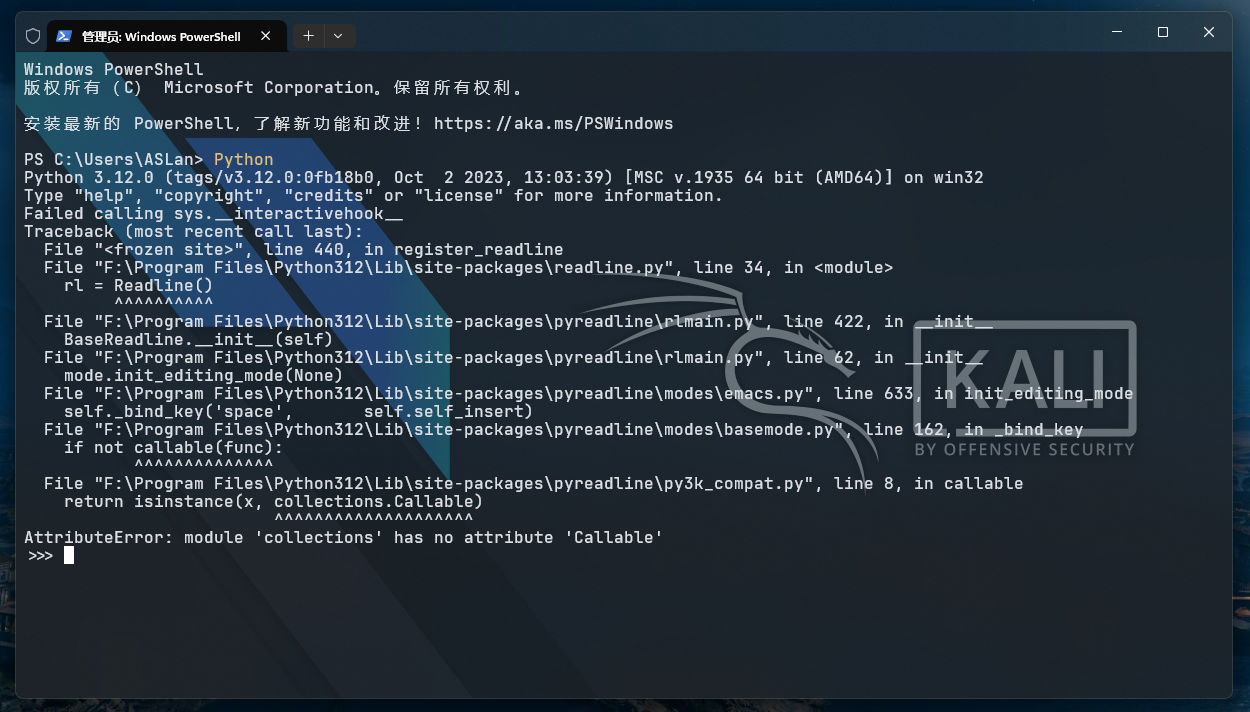 管理员: Windows PowerShell
Windows PowerShell
版权所有 (C)  Microsoft Corporation。保留所有权利。
安装最新的 PowerShell，了解新功能和改进！https://aka.ms/PSWindows
PS C:\Users\ASLan> Python
Python 3.12.0 (tags/v3.12.0:0fb18b0, Oct  2 2023, 13:03:39) [MSC v.1935 64 bit (AMD64)] on win32
Type "help", "copyright", "credits" or "license" for more information.
Failed calling sys.__interactivehook__
Traceback (most recent call last):
  File "<frozen site>", line 440, in register_readline
  File "F:\Program Files\Python312\Lib\site-packages\readline.py", line 34, in <module>
    rl = Readline()
         ^^^^^^^^^^
  File "F:\Program Files\Python312\Lib\site-packages\pyreadline\rlmain.py", line 422, in __init__
    BaseReadline.__init__(self)
  File "F:\Program Files\Python312\Lib\site-packages\pyreadline\rlmain.py", line 62, in __init__
    mode.init_editing_mode(None)
  File "F:\Program Files\Python312\Lib\site-packages\pyreadline\modes\emacs.py", line 633, in init_editing_mode
    self._bind_key('space',       self.self_insert)
  File "F:\Program Files\Python312\Lib\site-packages\pyreadline\modes\basemode.py", line 162, in _bind_key
    if not callable(func):
           ^^^^^^^^^^^^^^
  File "F:\Program Files\Python312\Lib\site-packages\pyreadline\py3k_compat.py", line 8, in callable
    return isinstance(x, collections.Callable)
                         ^^^^^^^^^^^^^^^^^^^^
AttributeError: module 'collections' has no attribute 'Callable'
>>>
KALI
BY OFFENSIVE SECURITY